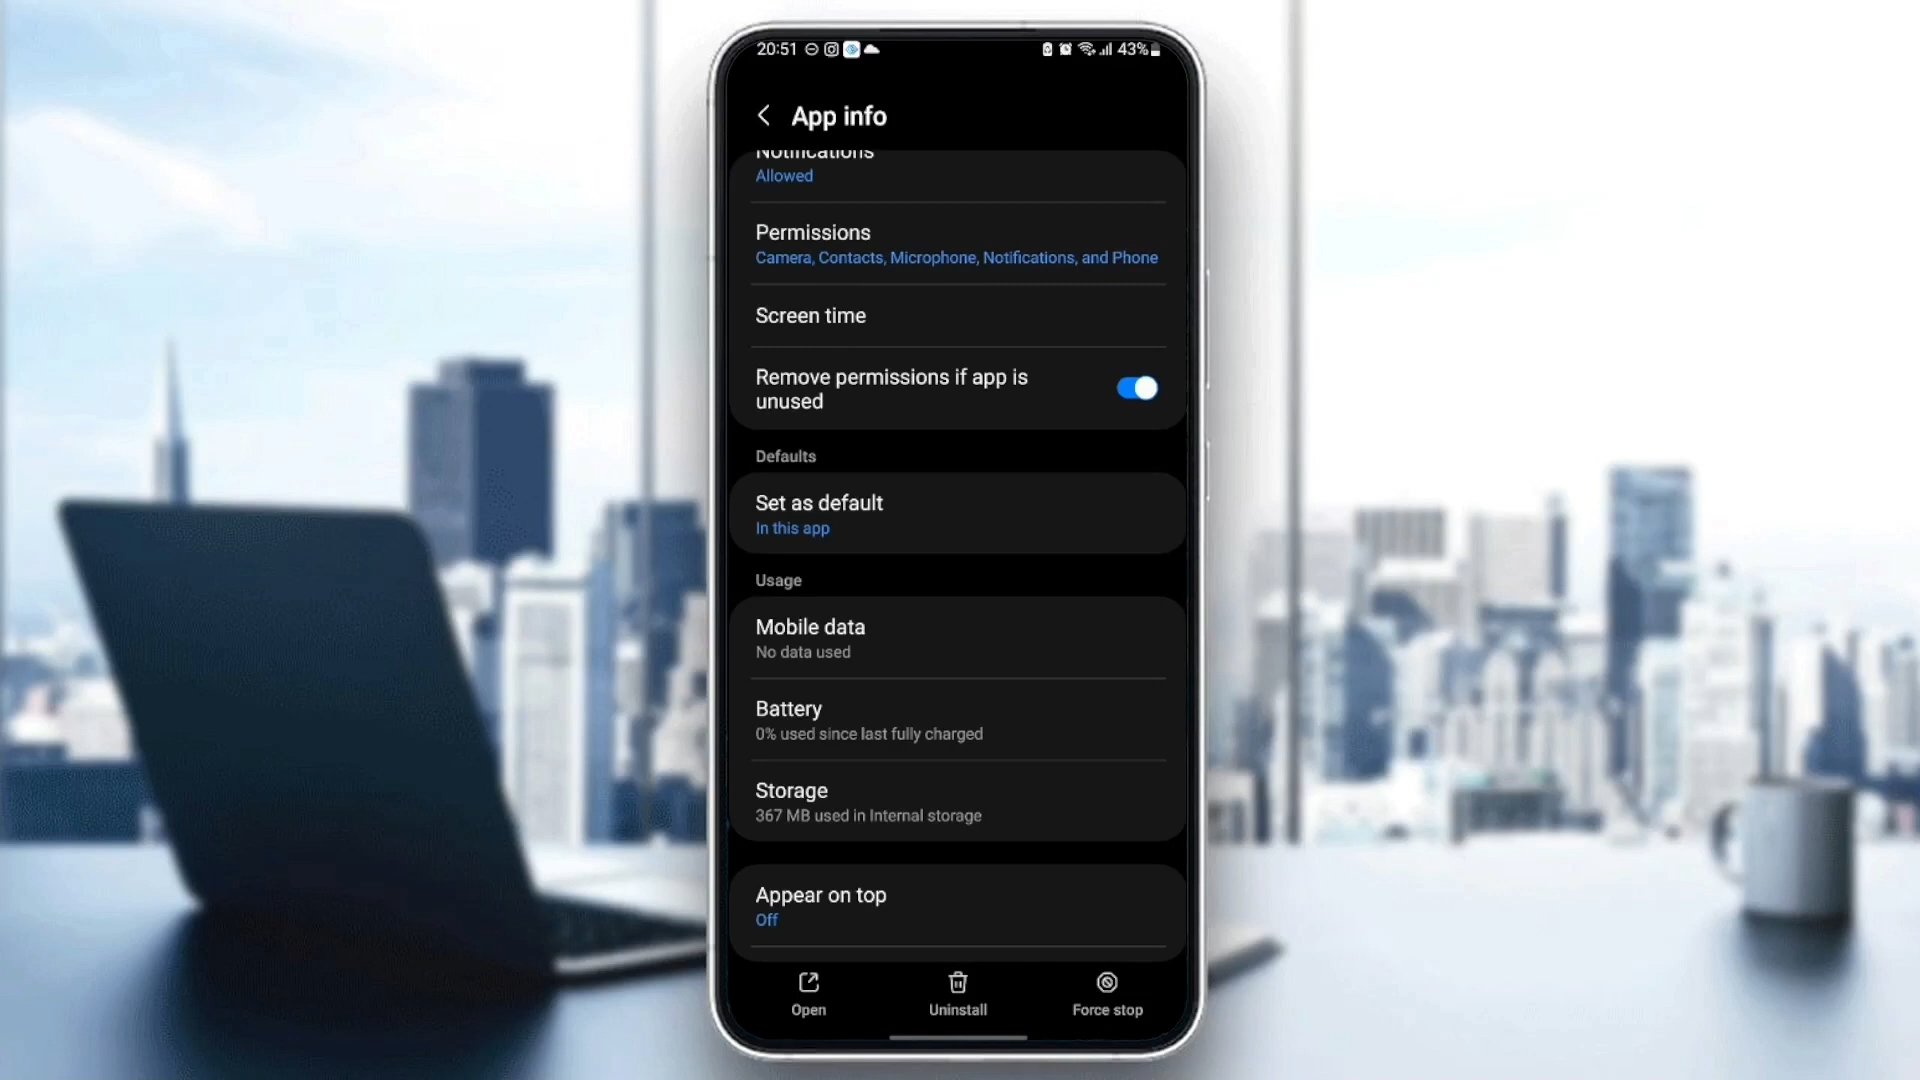 20:51
43%
App info
Notifications
Allowed
Permissions
Camera, Contacts, Microphone, Notifications, and Phone
Screen time
Remove permissions if app is
unused
Defaults
Set as default
In this app
Usage
Mobile data
No data used
Battery
0% used since last fully charged
Storage
367 MB used in Internal storage
Appear on top
Off
Open
Uninstall
Force stop